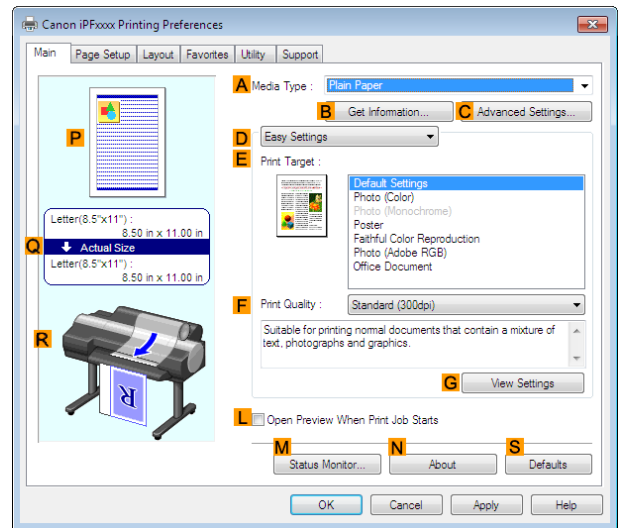 Canon iPFxxxx Printing Preferences
Main Page Setup Layout Favorites Utility Support
A Media Type : Plain Paper
B Get Information... C Advanced Settings...
P
D Easy Settings
E Print Target :
Default Settings
Photo (Color)
Photo (Monochrome)
Poster
Faithful Color Reproduction
Photo (Adobe RGB)
Office Document
Letter(8.5"x11") :
8.50 in x 11.00 in
Q Actual Size
Letter(8.5"x11") :
8.50 in x 11.00 in
F Print Quality : Standard (300dpi)
Suitable for printing normal documents that contain a mixture of
text, photographs and graphics.
R
R
G View Settings
L Open Preview When Print Job Starts
M Status Monitor... N About S Defaults
OK Cancel Apply Help